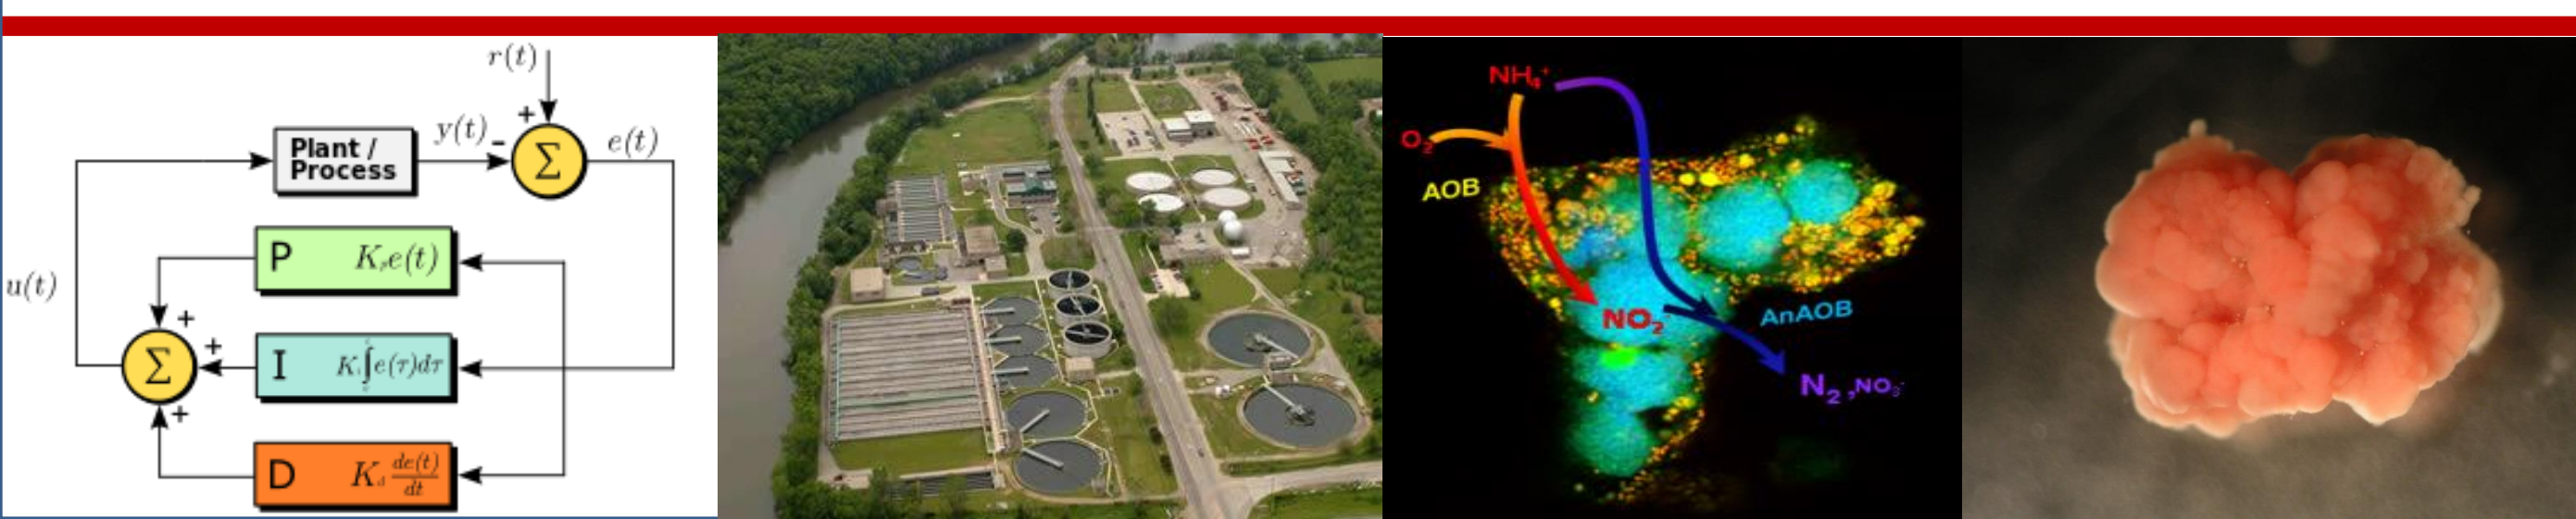 r(t)
+
y(t)
-
Σ
e(t)
Plant /
Process
P Kₚe(t)
u(t)
+
Σ
+
I Kᵢ∫e(τ)dτ
+
D K_d de(t)/dt
NH₄⁺
O₂
AOB
NO₂⁻
AnAOB
N₂ ,NO₃⁻